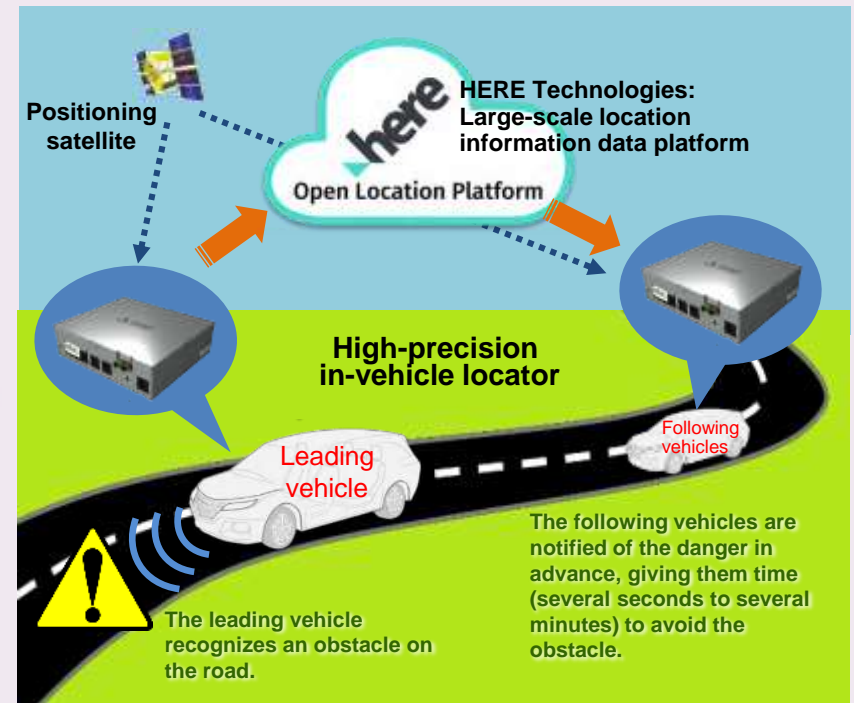 Positioning
satellite
here
Open Location Platform
HERE Technologies:
Large-scale location
information data platform
High-precision
in-vehicle locator
Leading
vehicle
Following
vehicles
The leading vehicle
recognizes an obstacle on
the road.
The following vehicles are
notified of the danger in
advance, giving them time
(several seconds to several
minutes) to avoid the
obstacle.